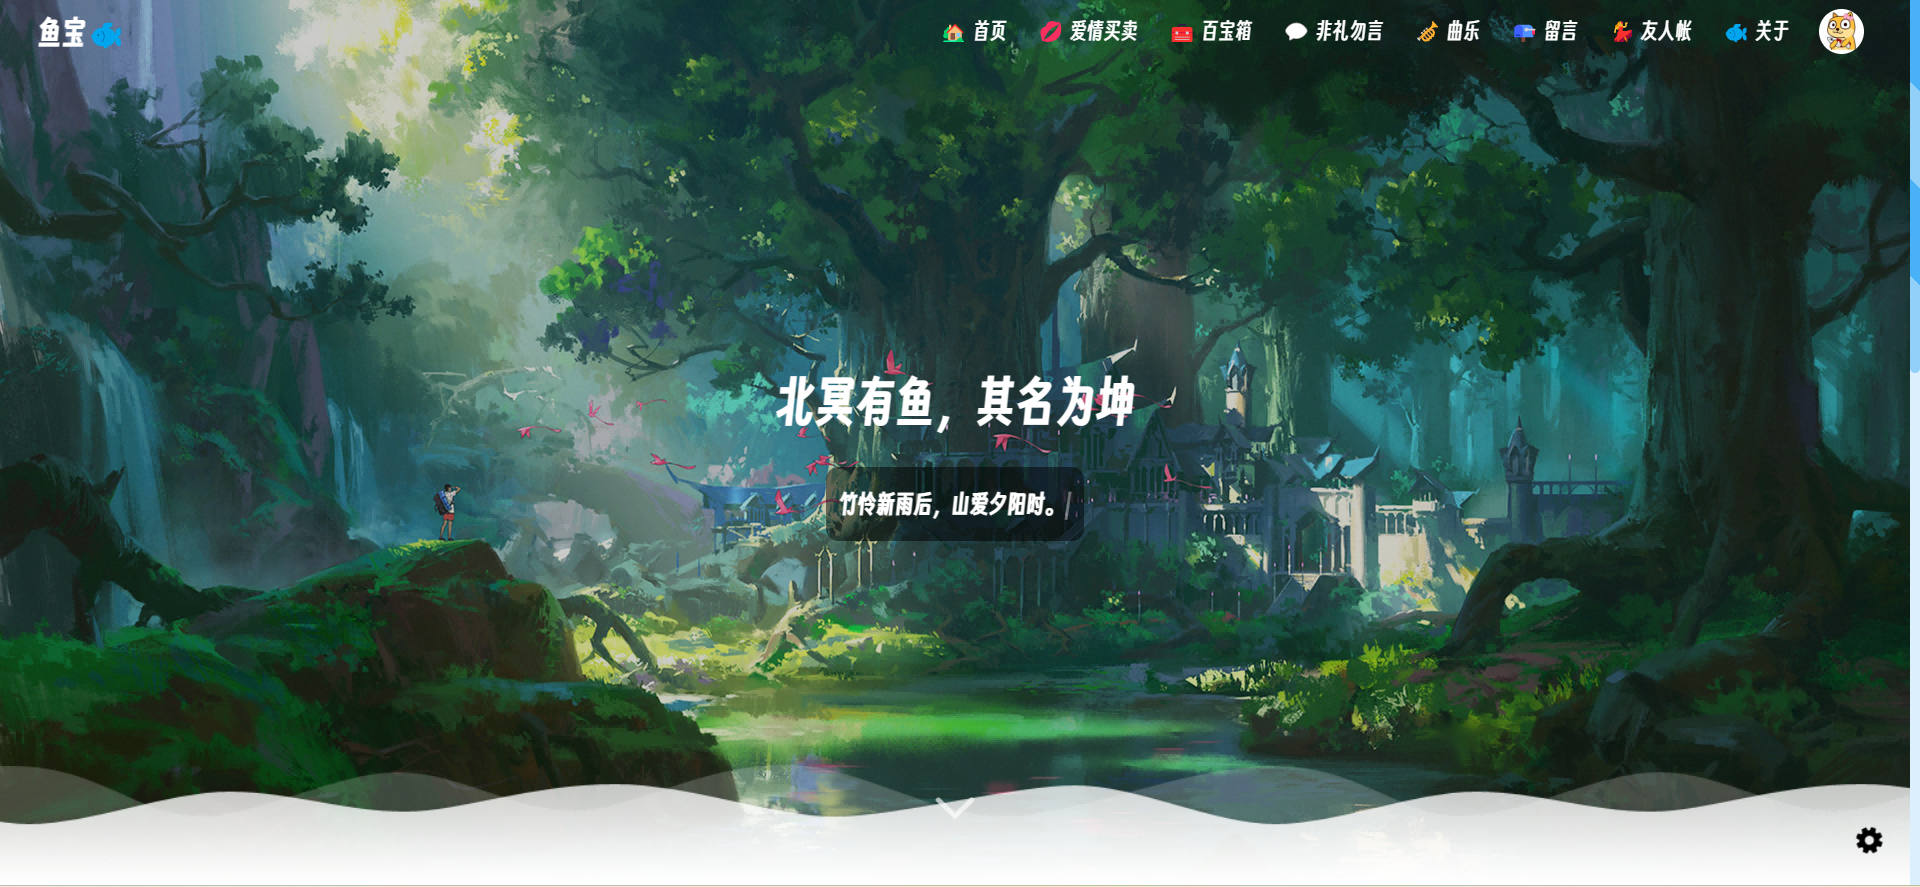 鱼宝
首页
爱情买卖
百宝箱
非礼勿言
曲乐
留言
友人帐
关于
北冥有鱼，其名为坤
竹怜新雨后，山爱夕阳时。|